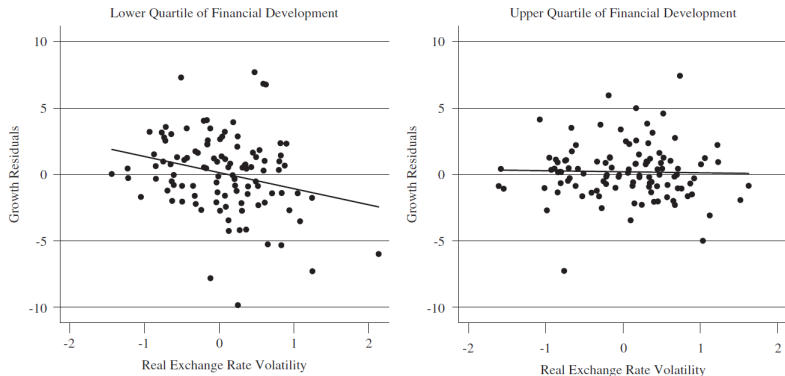 Lower Quartile of Financial Development
10
5
0
-5
-10
Growth Residuals
-2 -1 0 1 2
Real Exchange Rate Volatility
Upper Quartile of Financial Development
10
5
0
-5
-10
Growth Residuals
-2 -1 0 1 2
Real Exchange Rate Volatility